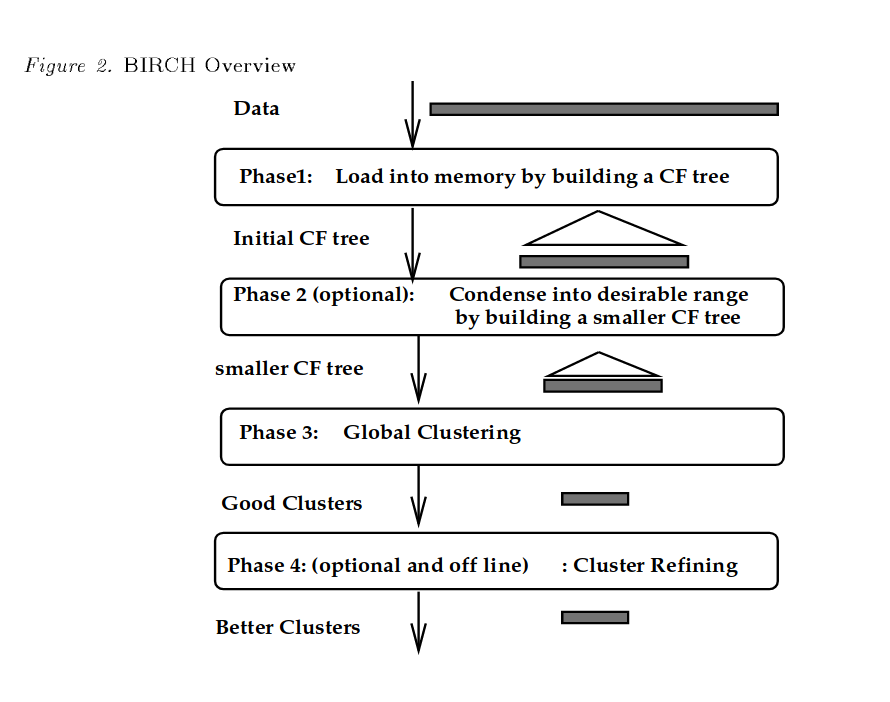 Figure 2. BIRCH Overview
Data
Phase1: Load into memory by building a CF tree
Initial CF tree
Phase 2 (optional): Condense into desirable range
by building a smaller CF tree
smaller CF tree
Phase 3: Global Clustering
Good Clusters
Phase 4: (optional and off line) : Cluster Refining
Better Clusters